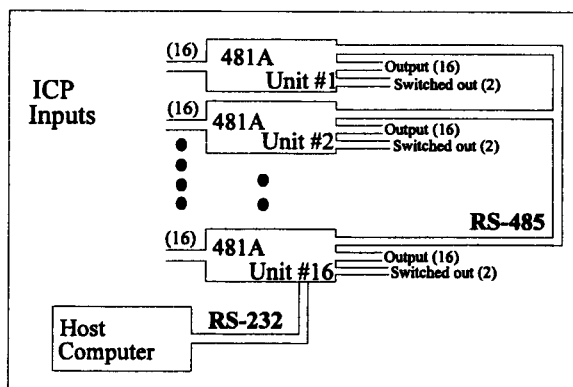 (16)
481A
Unit #1
Output (16)
Switched out (2)
ICP
Inputs
(16)
481A
Unit #2
Output (16)
Switched out (2)
(16)
481A
Unit #16
RS-485
Output (16)
Switched out (2)
RS-232
Host
Computer